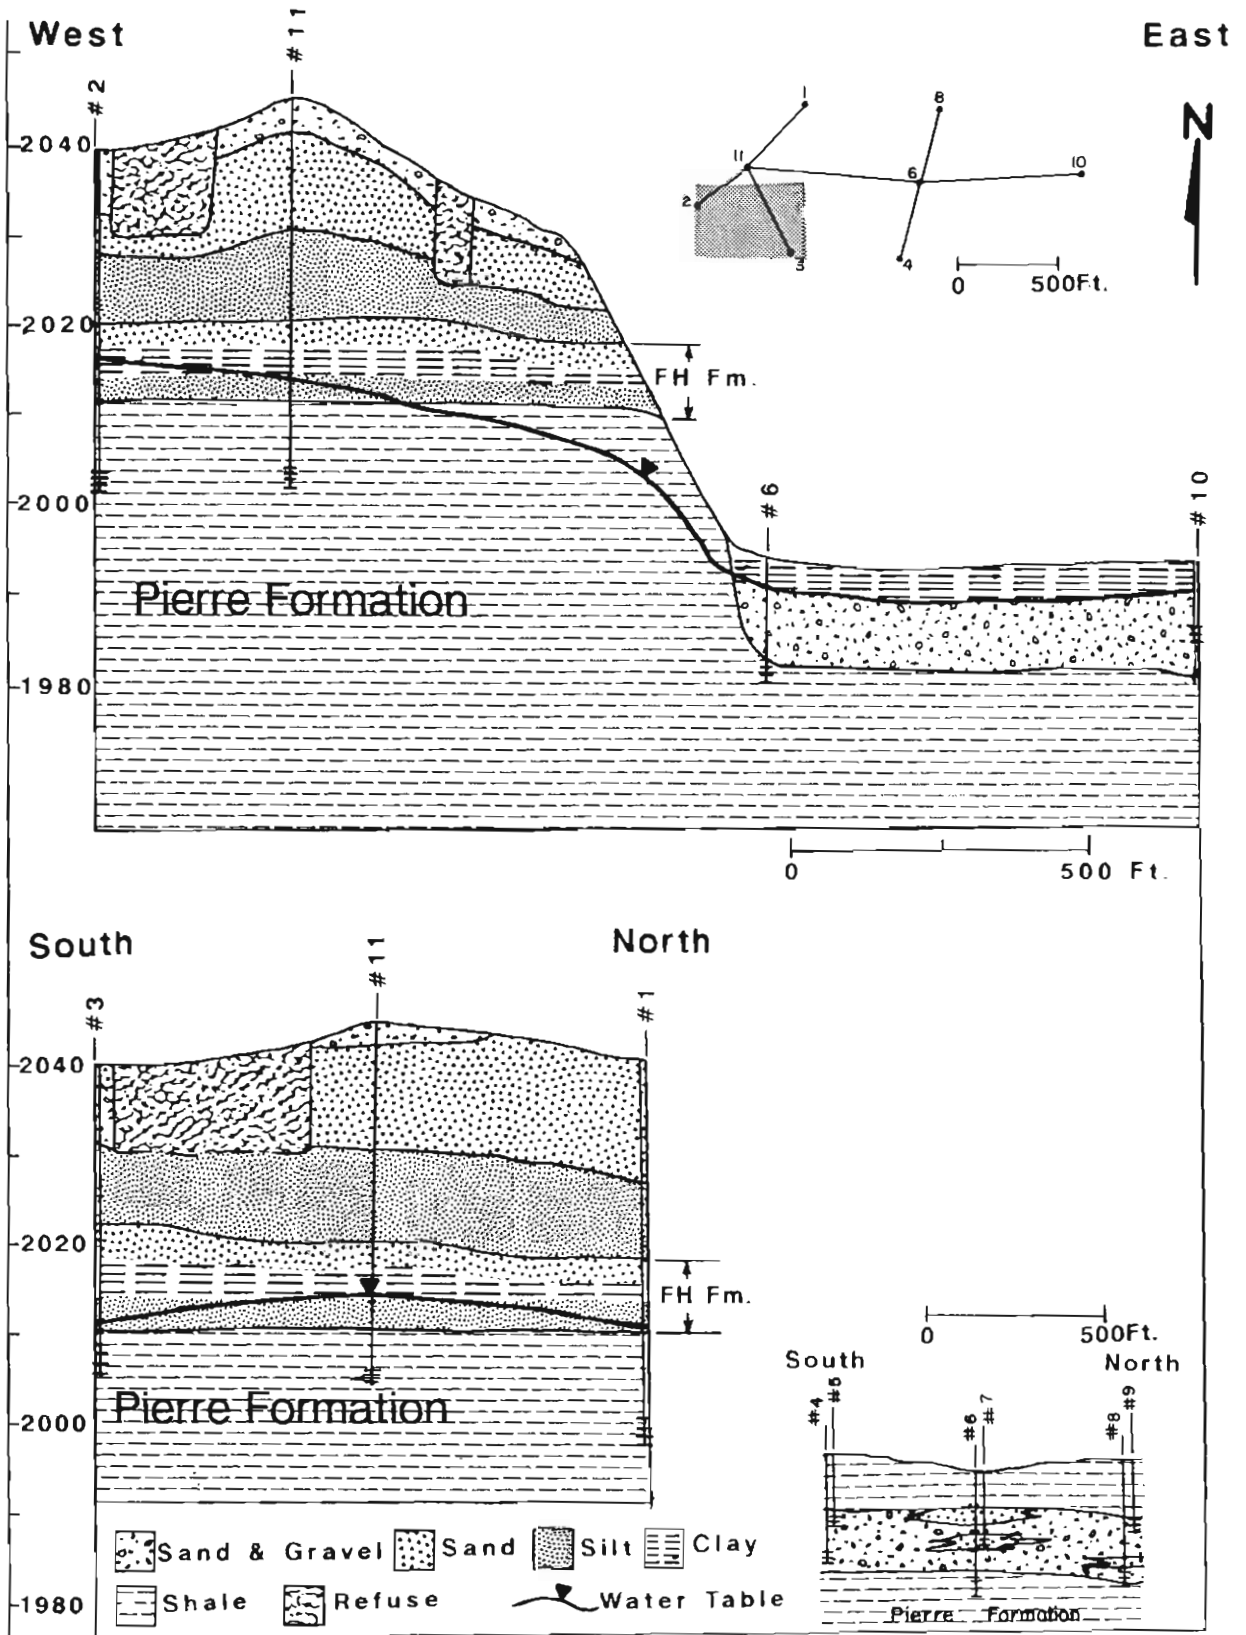 West
East
#2
#11
N
1
8
11
6
10
2
3
4
0 500Ft.
2040
2020
FH Fm.
2000
#6
#10
Pierre Formation
1980
0 500 Ft.
South
North
#3
#11
#1
2040
2020
FH Fm.
0 500Ft.
South North
#4 #5 #6 #7 #8 #9
Pierre Formation
2000
Sand & Gravel Sand Silt Clay
Shale Refuse Water Table
1980
Pierre Formation